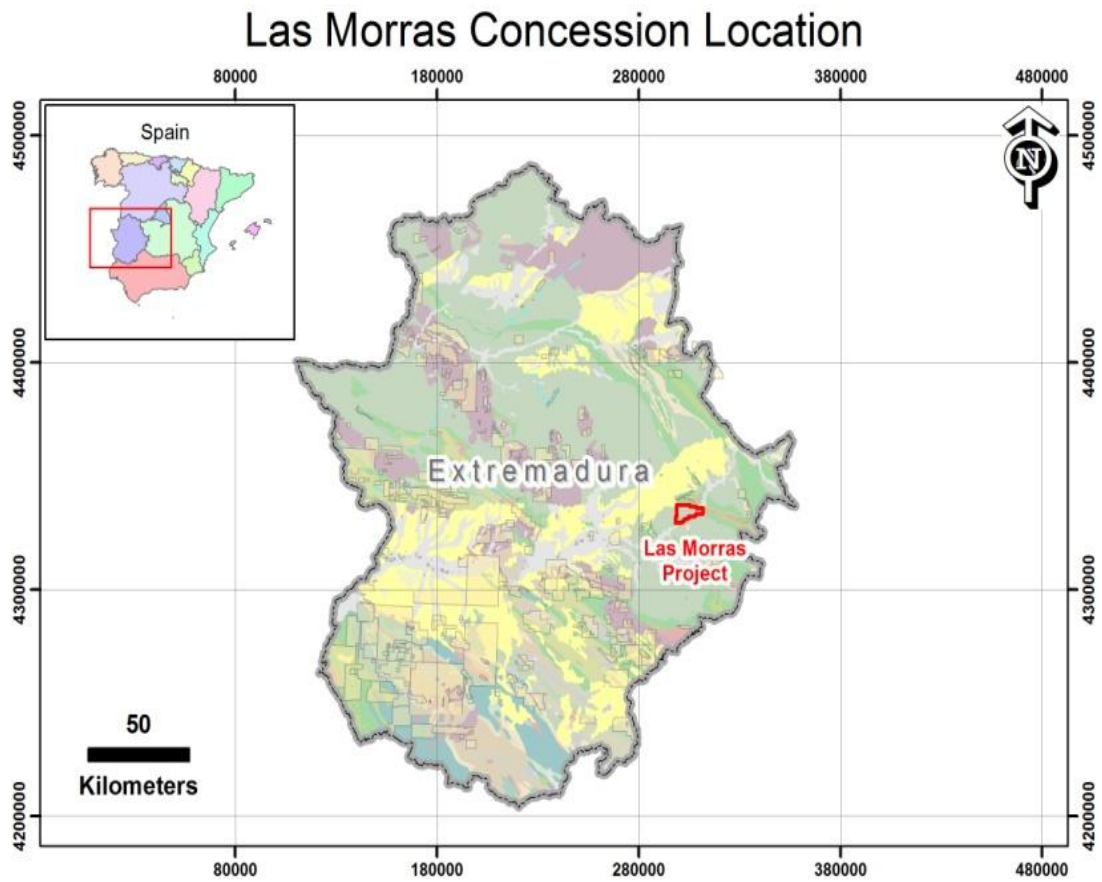 Las Morras Concession Location
80000 180000 280000 380000 480000
Spain
N
4500000 4500000
4400000 4400000
Extremadura
Las Morras
Project
4300000 4300000
50
Kilometers
4200000 4200000
80000 180000 280000 380000 480000